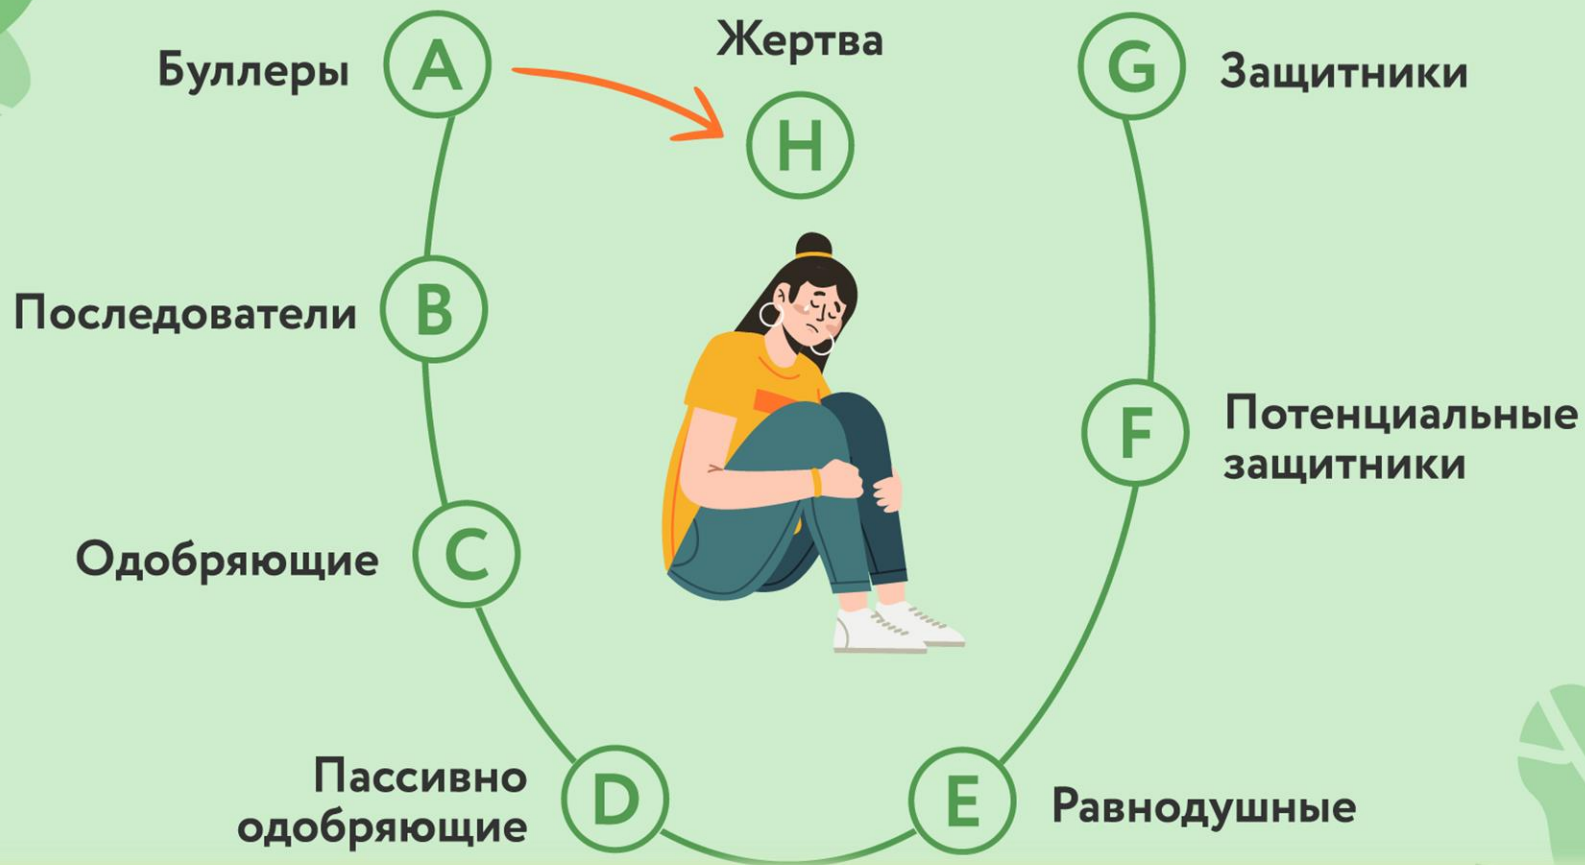 Жертва
Буллеры
A
H
G
Защитники
Последователи
B
F
Потенциальные
защитники
Одобряющие
C
Пассивно
одобряющие
D
E
Равнодушные